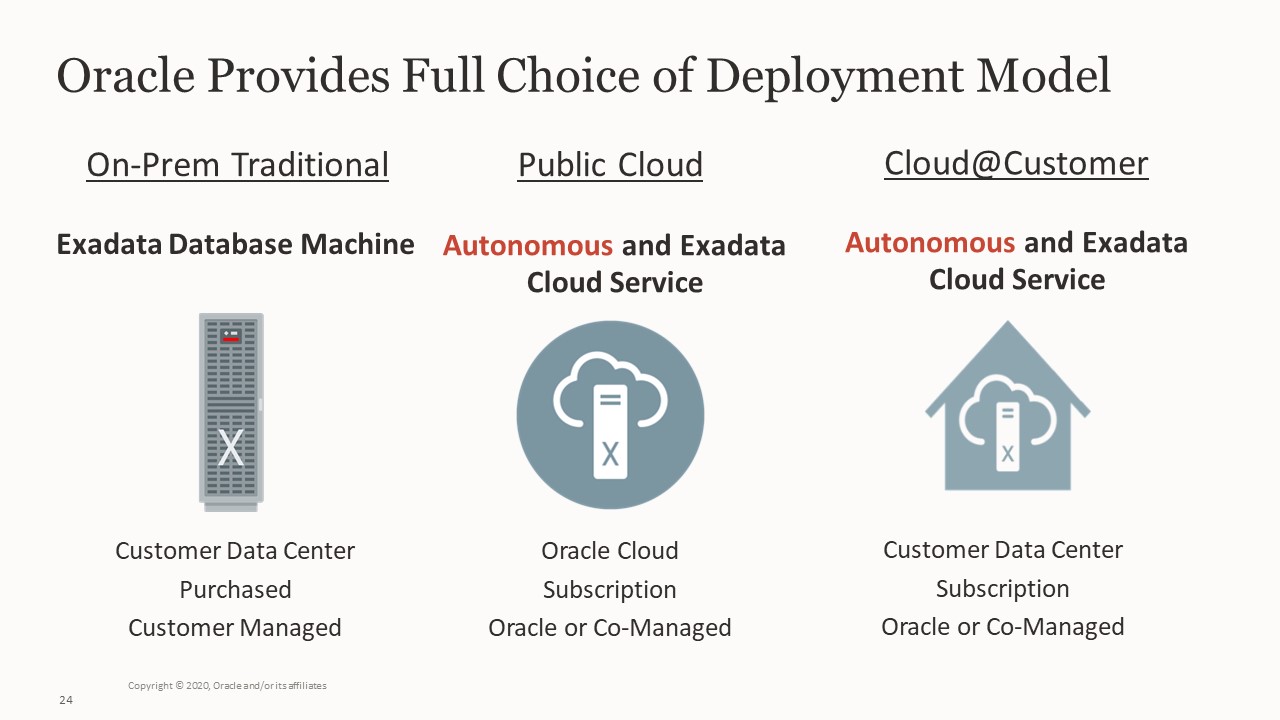 Oracle Provides Full Choice of Deployment Model
On-Prem Traditional
Exadata Database Machine
X
Customer Data Center
Purchased
Customer Managed
Public Cloud
Autonomous and Exadata
Cloud Service
X
Oracle Cloud
Subscription
Oracle or Co-Managed
Cloud@Customer
Autonomous and Exadata
Cloud Service
X
Customer Data Center
Subscription
Oracle or Co-Managed
Copyright © 2020, Oracle and/or its affiliates
24